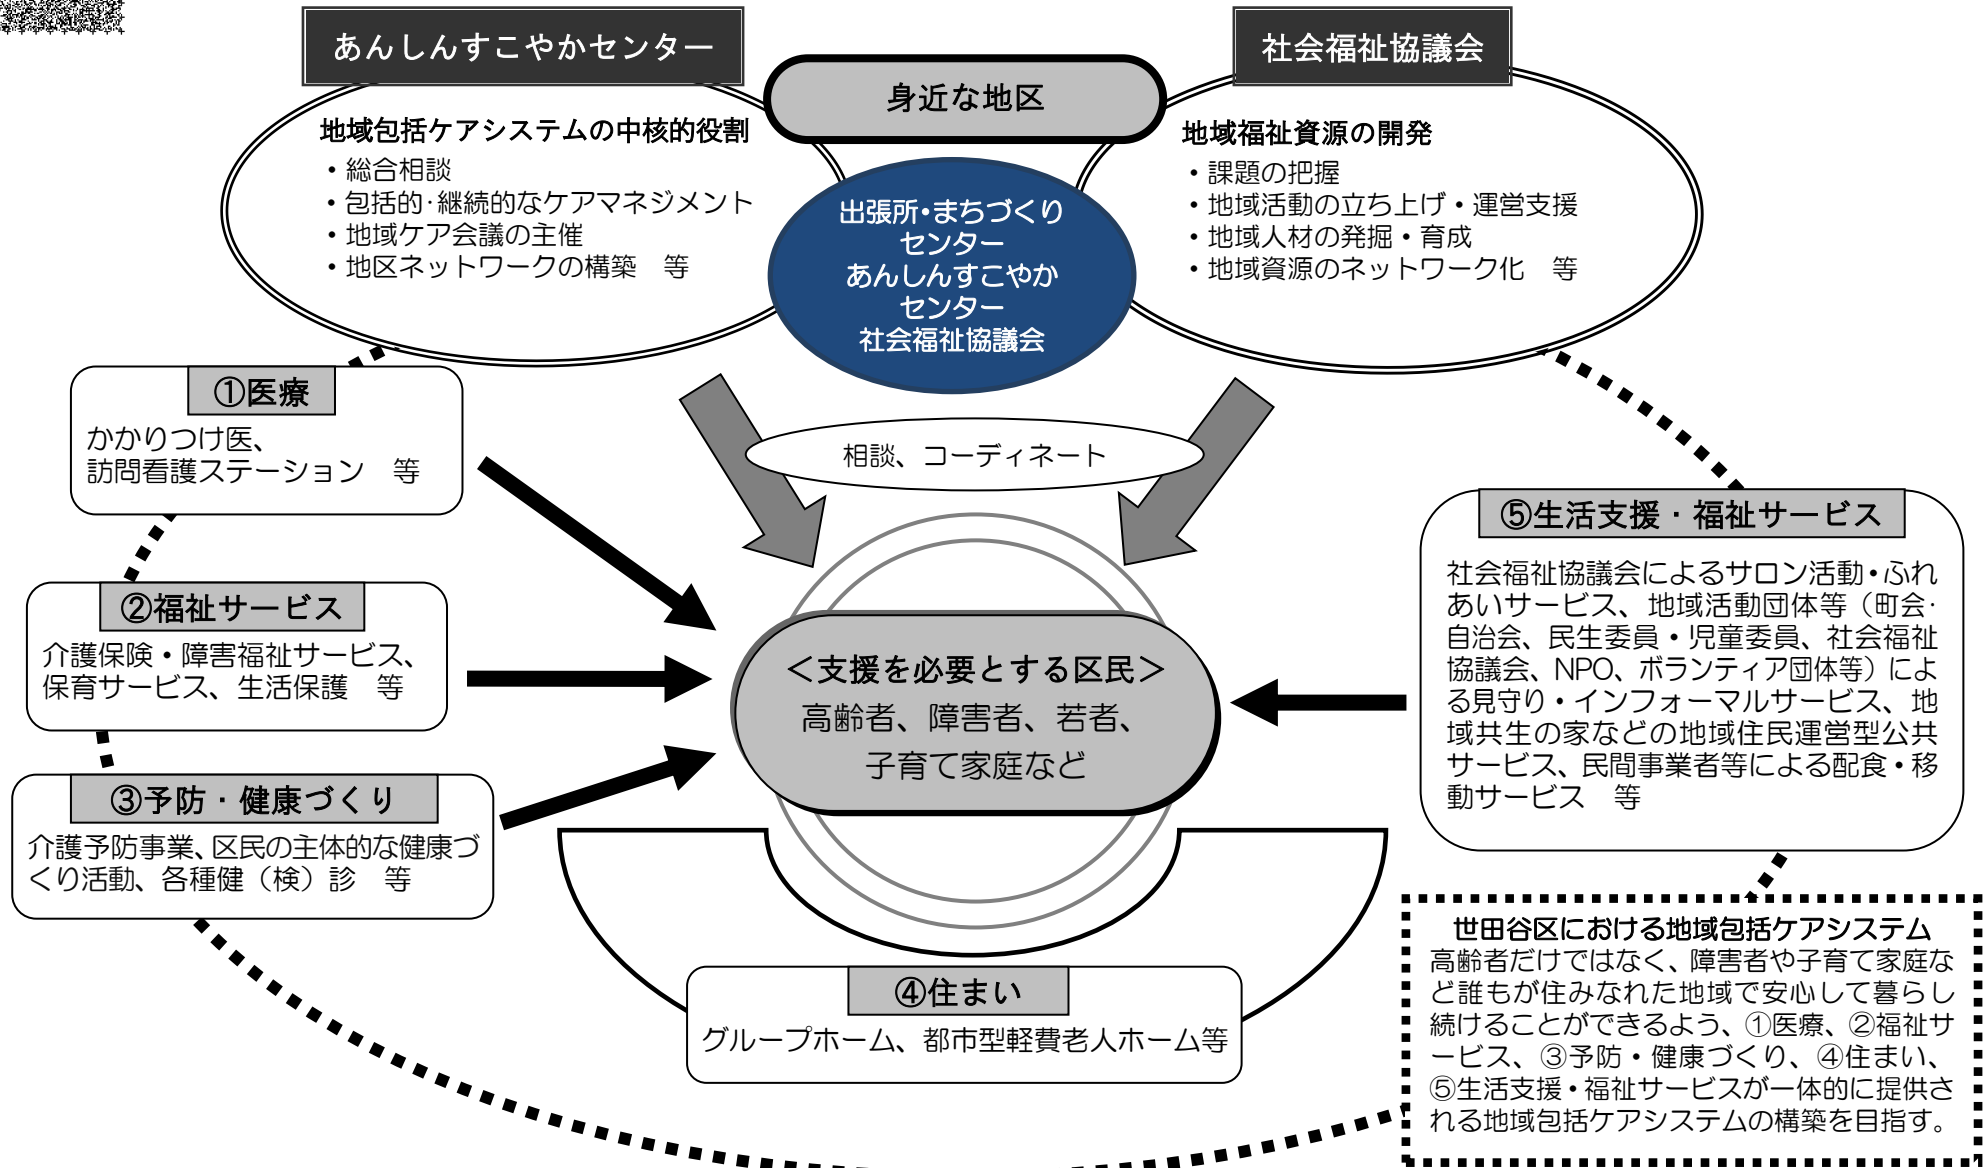 あんしんすこやかセンター
社会福祉協議会
身近な地区
地域包括ケアシステムの中核的役割
・総合相談
・包括的・継続的なケアマネジメント
・地域ケア会議の主催
・地区ネットワークの構築　等
出張所・まちづくり
センター
あんしんすこやか
センター
社会福祉協議会
地域福祉資源の開発
・課題の把握
・地域活動の立ち上げ・運営支援
・地域人材の発掘・育成
・地域資源のネットワーク化　等
①医療
かかりつけ医、
訪問看護ステーション　等
相談、コーディネート
②福祉サービス
介護保険・障害福祉サービス、
保育サービス、生活保護　等
③予防・健康づくり
介護予防事業、区民の主体的な健康づ
くり活動、各種健（検）診　等
＜支援を必要とする区民＞
高齢者、障害者、若者、
子育て家庭など
⑤生活支援・福祉サービス
社会福祉協議会によるサロン活動・ふれ
あいサービス、地域活動団体等（町会・
自治会、民生委員・児童委員、社会福祉
協議会、NPO、ボランティア団体等）によ
る見守り・インフォーマルサービス、地
域共生の家などの地域住民運営型公共
サービス、民間事業者等による配食・移
動サービス　等
④住まい
グループホーム、都市型軽費老人ホーム等
世田谷区における地域包括ケアシステム
高齢者だけではなく、障害者や子育て家庭な
ど誰もが住みなれた地域で安心して暮らし
続けることができるよう、①医療、②福祉サ
ービス、③予防・健康づくり、④住まい、
⑤生活支援・福祉サービスが一体的に提供さ
れる地域包括ケアシステムの構築を目指す。